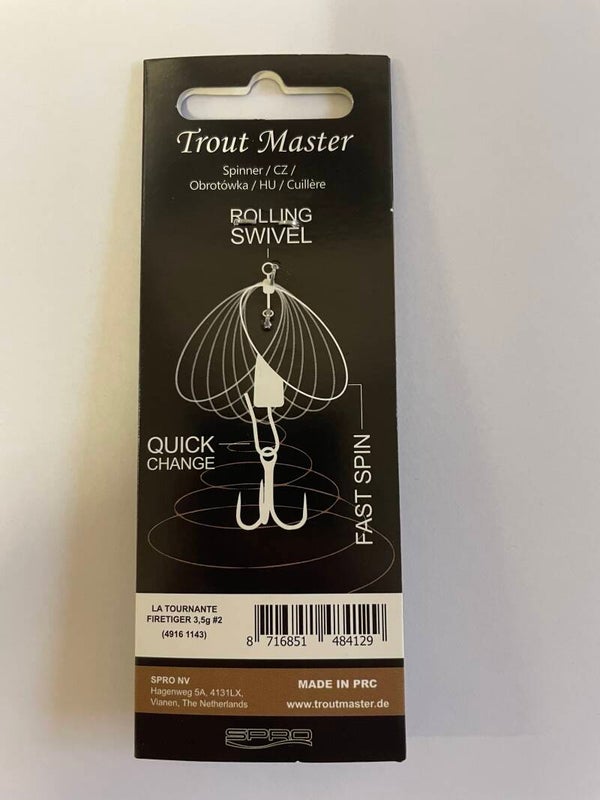 Trout Master
Spinner / CZ /
Obrotówka / HU / Cuillère
ROLLING
SWIVEL
QUICK
CHANGE
FAST SPIN
LA TOURNANTE
FIRETIGER 3,5g #2
(4916 1143)
8 716851 484129
SPRO NV
Hagenweg 5A, 4131LX,
Vianen, The Netherlands
MADE IN PRC
www.troutmaster.de
SPRO